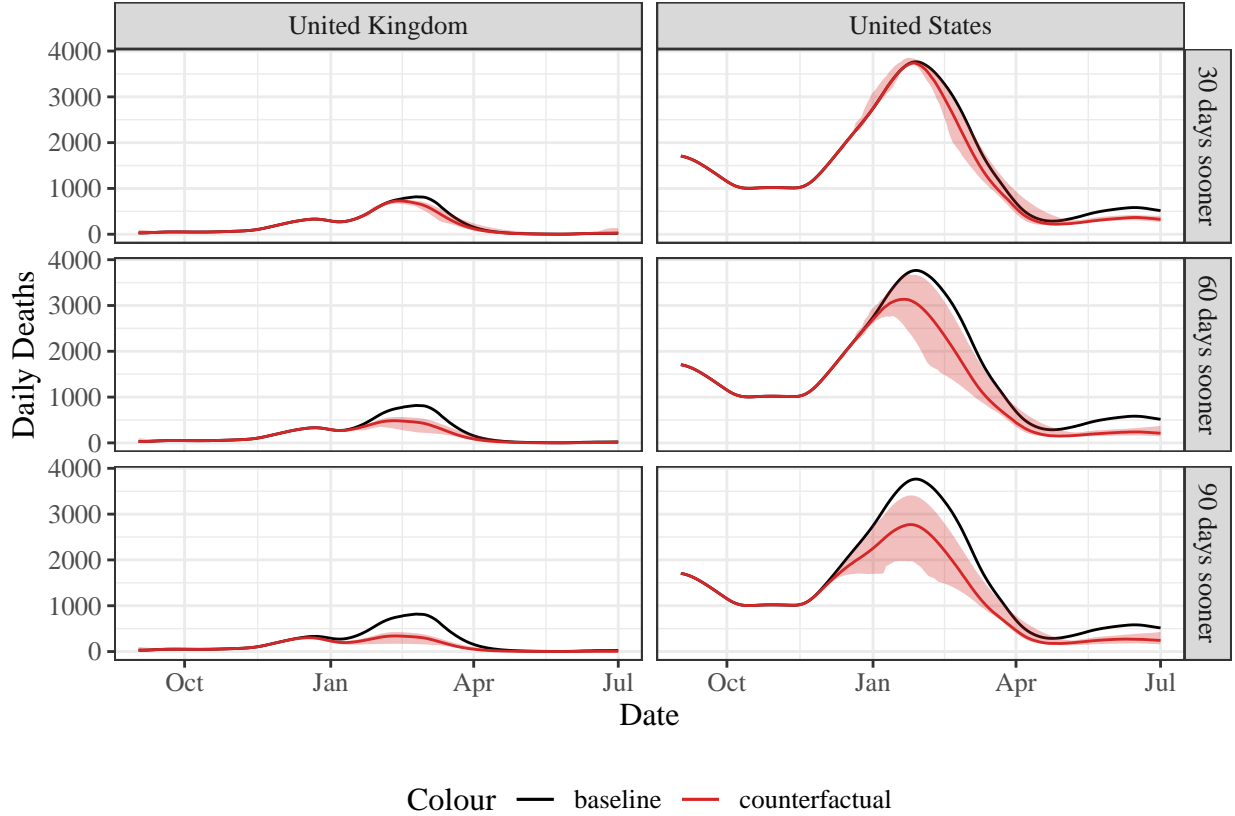 United Kingdom
United States
Daily Deaths
4000
3000
2000
1000
0
30 days sooner
4000
3000
2000
1000
0
60 days sooner
4000
3000
2000
1000
0
90 days sooner
Oct
Jan
Apr
Jul
Oct
Jan
Apr
Jul
Date
Colour
baseline
counterfactual